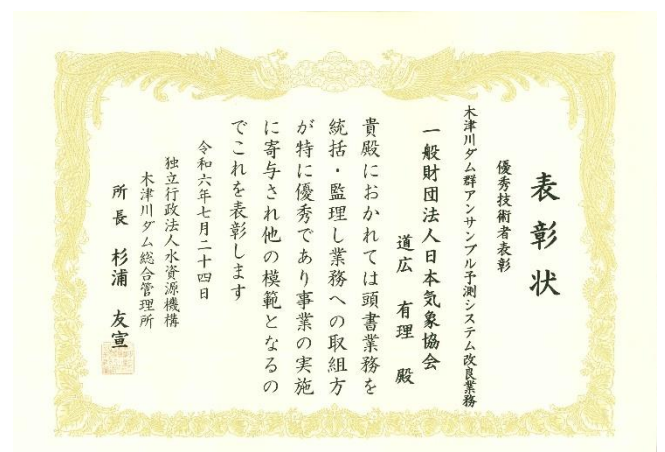 表彰状
優秀技術者表彰
木津川ダム群アンサンブル予測システム改良業務
一般財団法人日本気象協会
道広 有理 殿
貴殿におかれては頭書業務を
統括・監理し業務への取組方
が特に優秀であり事業の実施
に寄与され他の模範となるの
でこれを表彰します
令和六年七月二十四日
独立行政法人水資源機構
木津川ダム総合管理所
所長 杉浦 友宣